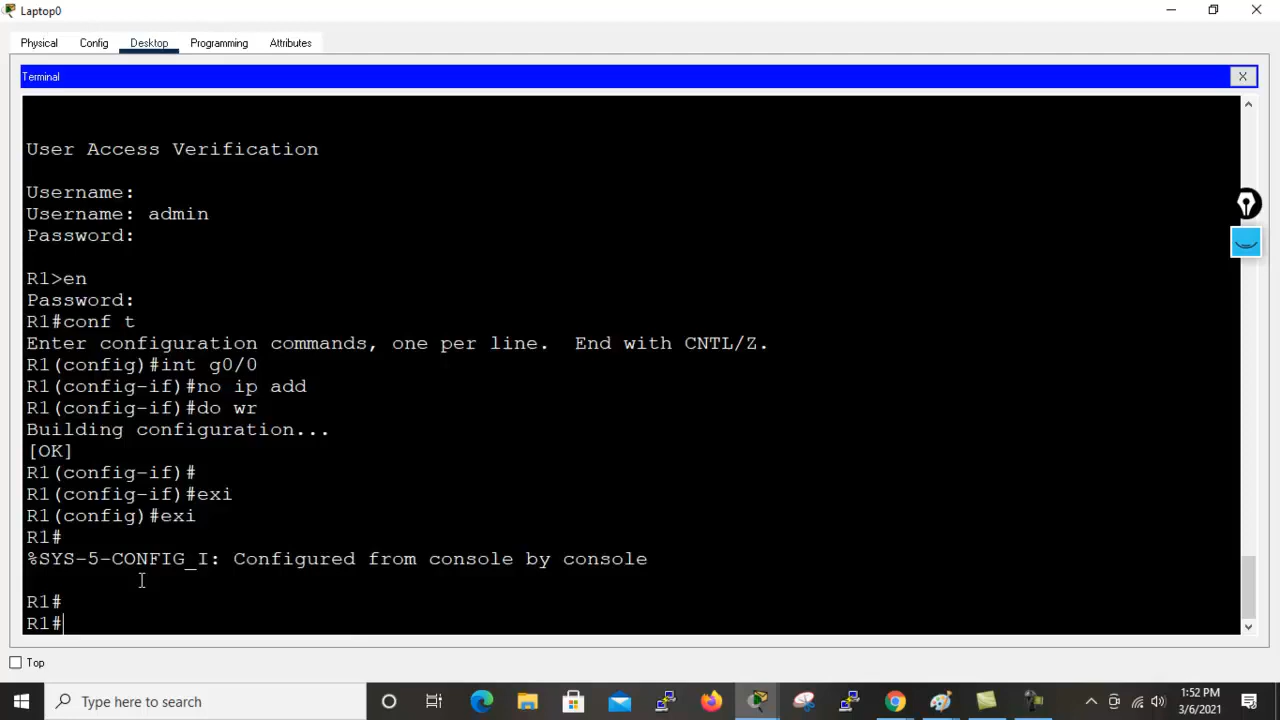 Laptop0
Physical Config Desktop Programming Attributes
Terminal X
User Access Verification
Username:
Username: admin
Password:
R1>en
Password:
R1#conf t
Enter configuration commands, one per line.  End with CNTL/Z.
R1(config)#int g0/0
R1(config-if)#no ip add
R1(config-if)#do wr
Building configuration...
[OK]
R1(config-if)#
R1(config-if)#exi
R1(config)#exi
R1#
%SYS-5-CONFIG_I: Configured from console by console
R1#
R1#
Top
Type here to search
1:52 PM
3/6/2021